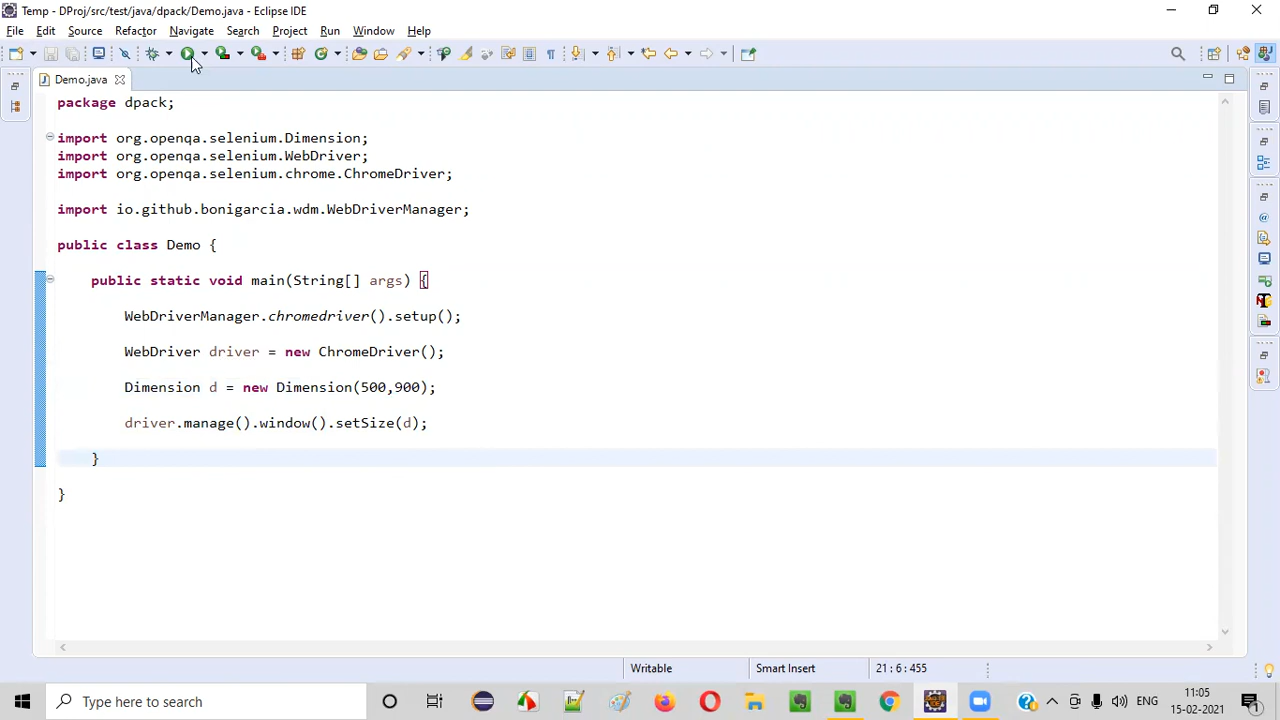 Temp - DProj/src/test/java/dpack/Demo.java - Eclipse IDE
File Edit Source Refactor Navigate Search Project Run Window Help
Demo.java
package dpack;
import org.openqa.selenium.Dimension;
import org.openqa.selenium.WebDriver;
import org.openqa.selenium.chrome.ChromeDriver;
import io.github.bonigarcia.wdm.WebDriverManager;
public class Demo {
public static void main(String[] args) {
WebDriverManager.chromedriver().setup();
WebDriver driver = new ChromeDriver();
Dimension d = new Dimension(500,900);
driver.manage().window().setSize(d);
}
}
Writable Smart Insert 21 : 6 : 455
Type here to search
ENG
11:05
15-02-2021